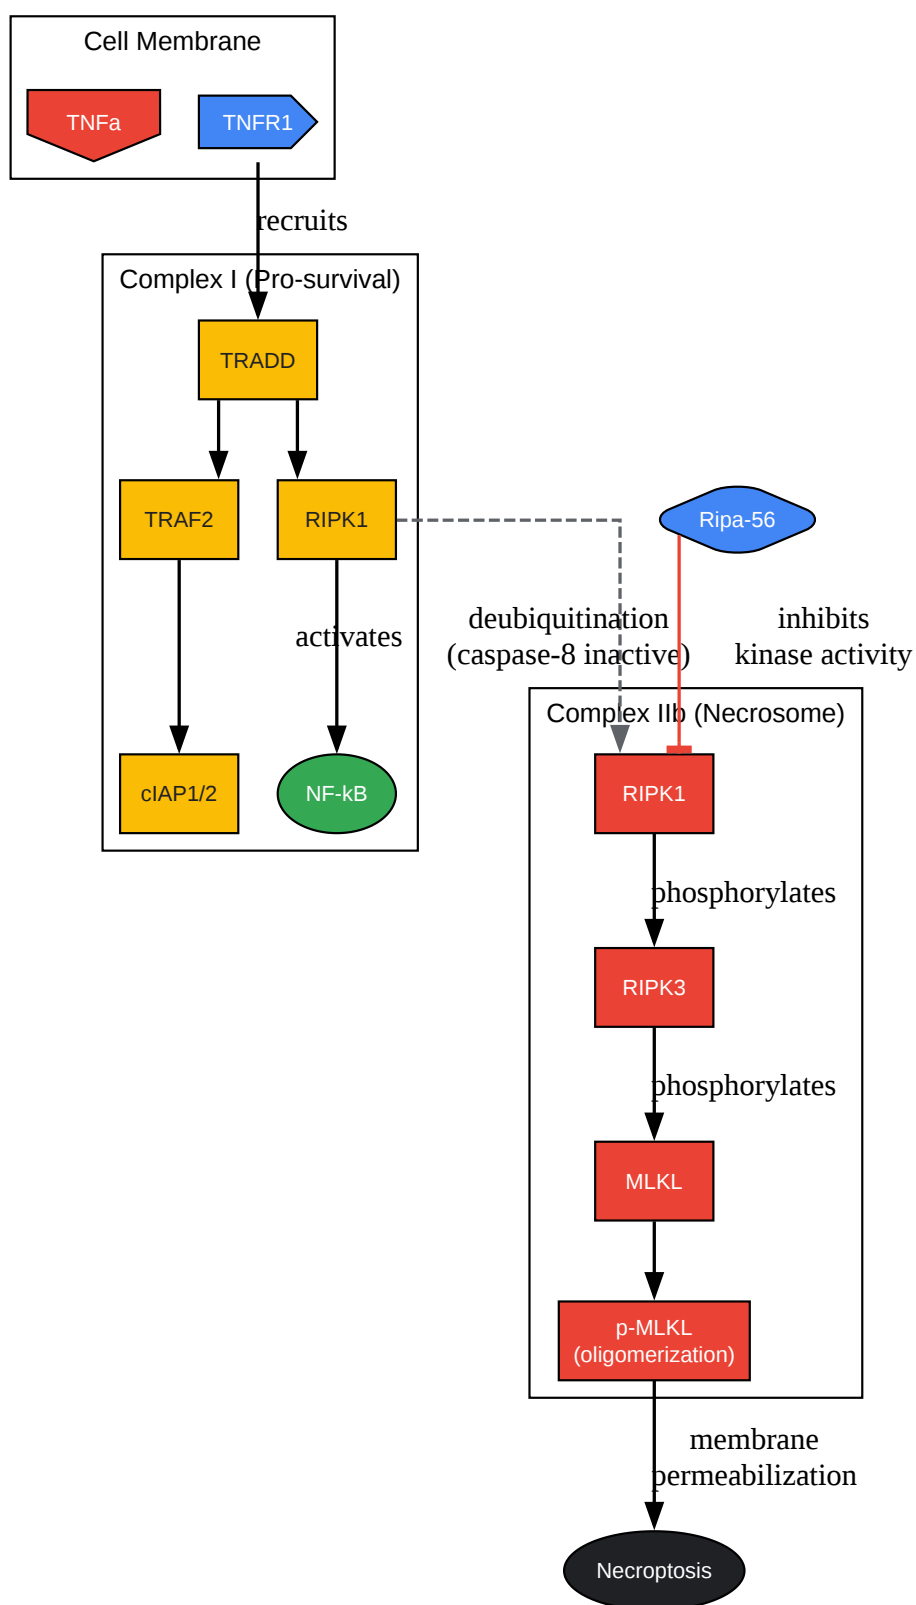 Cell Membrane
TNFa
TNFR1
recruits
Complex I (Pro-survival)
TRADD
TRAF2
RIPK1
Ripa-56
activates
deubiquitination
(caspase-8 inactive)
inhibits
kinase activity
Complex IIb (Necrosome)
cIAP1/2
NF-kB
RIPK1
phosphorylates
RIPK3
phosphorylates
MLKL
p-MLKL
(oligomerization)
membrane
permeabilization
Necroptosis